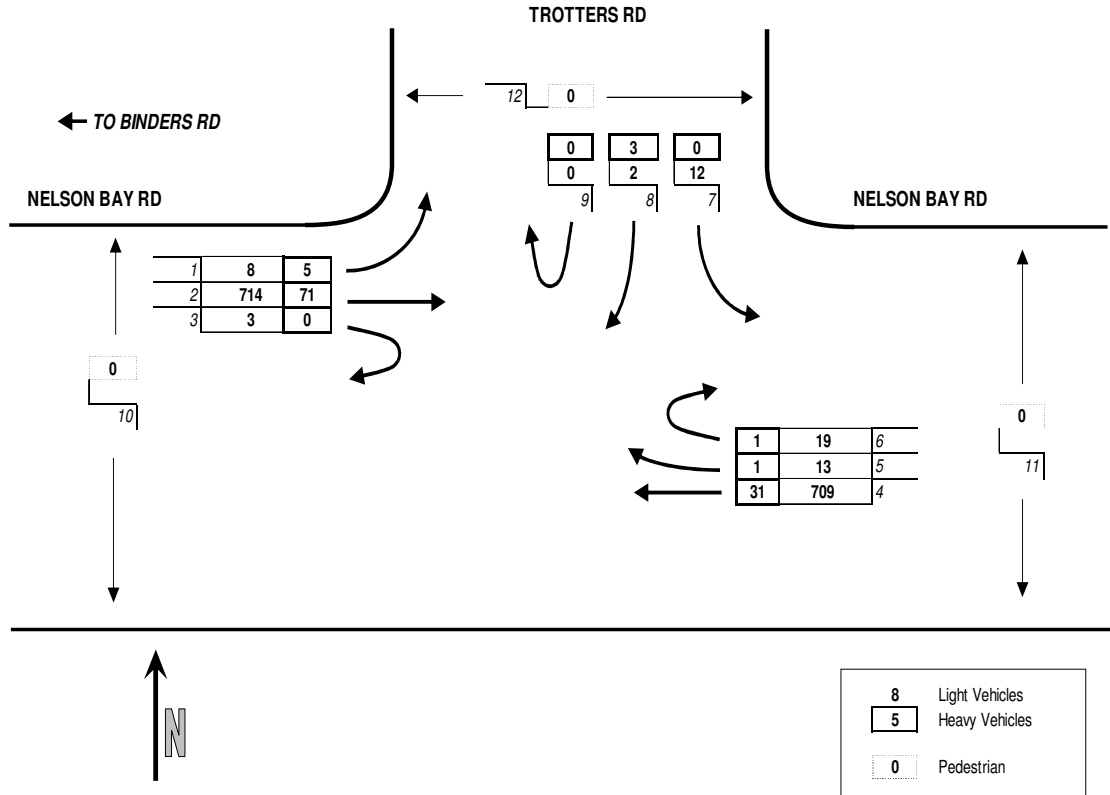 TROTTERS RD
12 0
TO BINDERS RD
0 3 0
0 2 12
9 8 7
NELSON BAY RD
NELSON BAY RD
1 8 5
2 714 71
3 3 0
0
10
1 19 6
1 13 5
31 709 4
0
11
N
8 Light Vehicles
5 Heavy Vehicles
0 Pedestrian